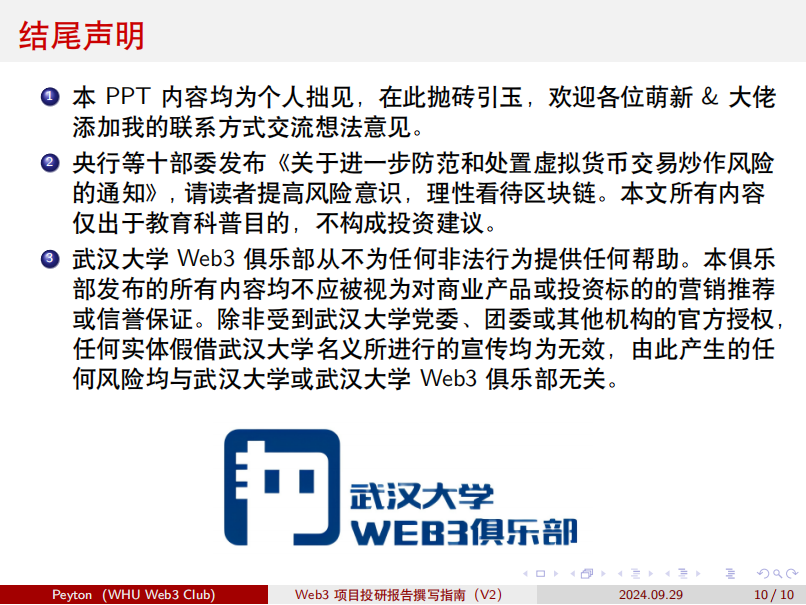 结尾声明
1 本 PPT 内容均为个人拙见，在此抛砖引玉，欢迎各位萌新 & 大佬
添加我的联系方式交流想法意见。
2 央行等十部委发布《关于进一步防范和处置虚拟货币交易炒作风险
的通知》, 请读者提高风险意识，理性看待区块链。本文所有内容
仅出于教育科普目的，不构成投资建议。
3 武汉大学 Web3 俱乐部从不为任何非法行为提供任何帮助。本俱乐
部发布的所有内容均不应被视为对商业产品或投资标的的营销推荐
或信誉保证。除非受到武汉大学党委、团委或其他机构的官方授权，
任何实体假借武汉大学名义所进行的宣传均为无效，由此产生的任
何风险均与武汉大学或武汉大学 Web3 俱乐部无关。
武汉大学
WEB3俱乐部
Peyton （WHU Web3 Club） Web3 项目投研报告撰写指南（V2） 2024.09.29 10 / 10